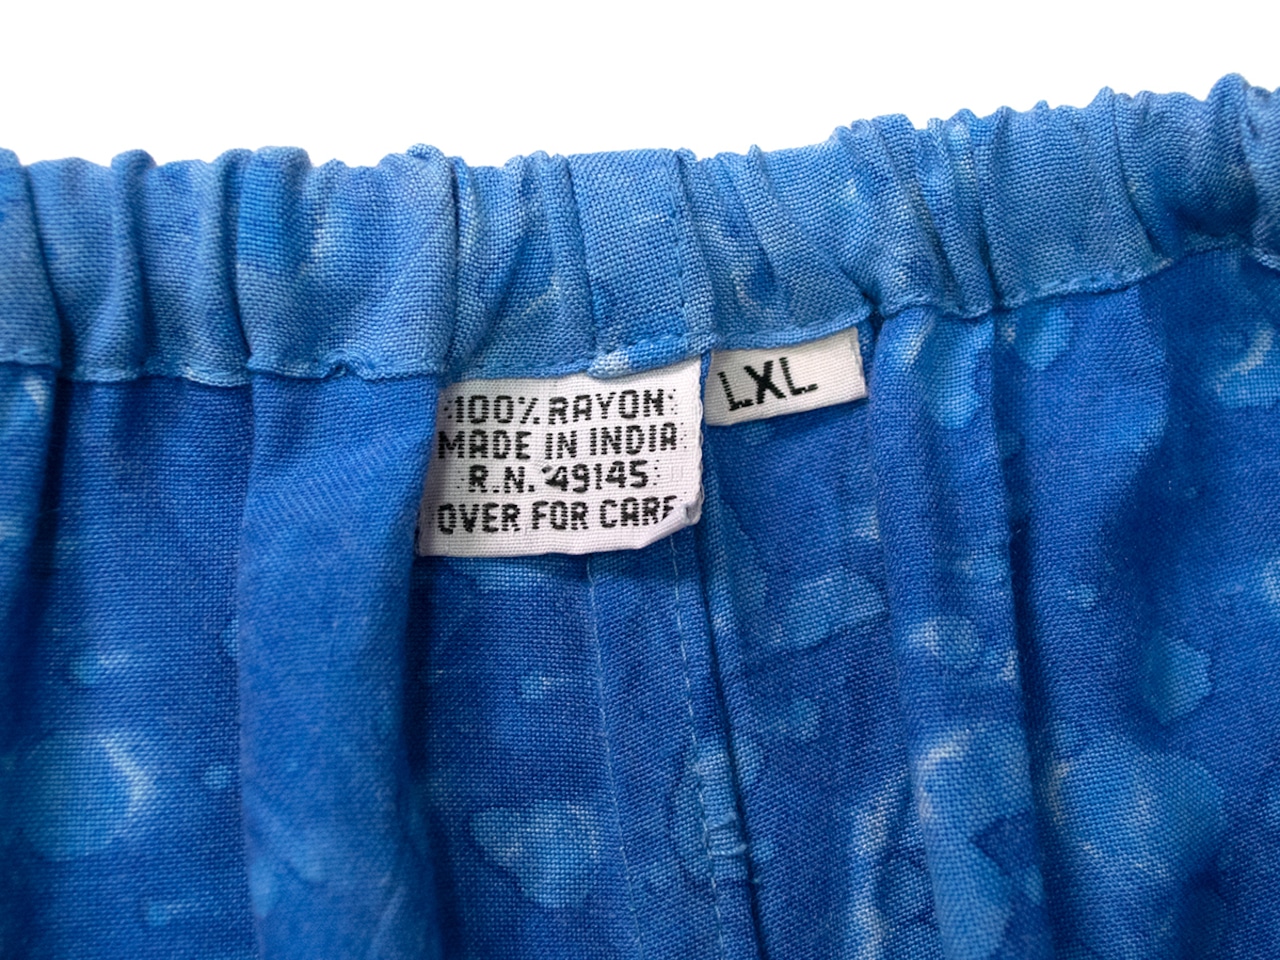 100% RAYON
MADE IN INDIA
R.N. 49145
OVER FOR CARE
LXL